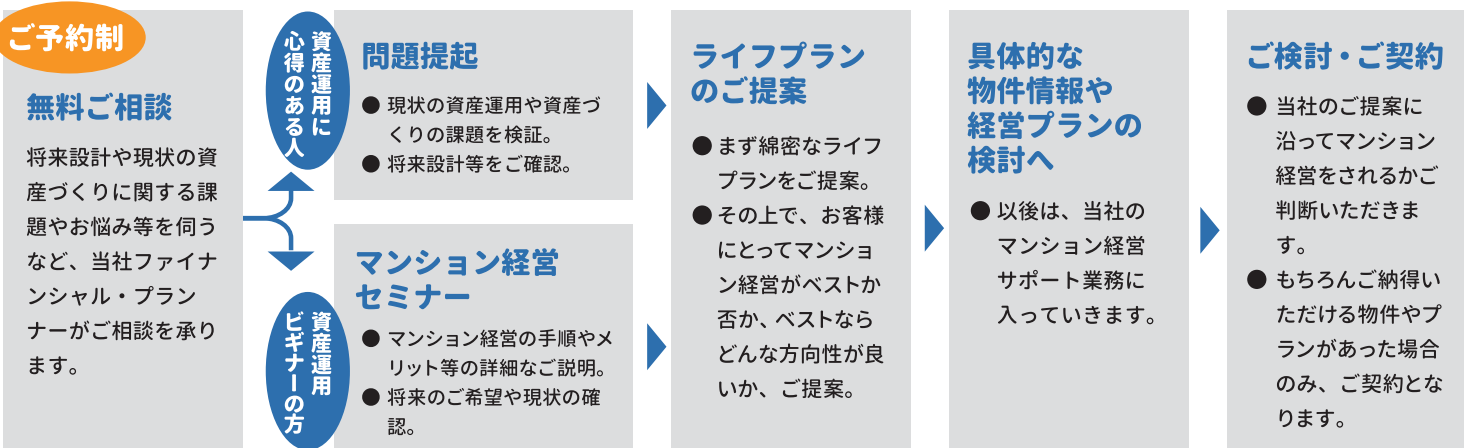 ご予約制
無料ご相談
将来設計や現状の資
産づくりに関する課
題やお悩み等を伺う
など、当社ファイナ
ンシャル・プラン
ナーがご相談を承り
ます。
資産運用に
心得のある人
問題提起
● 現状の資産運用や資産づ
くりの課題を検証。
● 将来設計等をご確認。
資産運用
ビギナーの方
マンション経営
セミナー
● マンション経営の手順やメ
リット等の詳細なご説明。
● 将来のご希望や現状の確
認。
ライフプラン
のご提案
● まず綿密なライフ
プランをご提案。
● その上で、お客様
にとってマンショ
ン経営がベストか
否か、ベストなら
どんな方向性が良
いか、ご提案。
具体的な
物件情報や
経営プランの
検討へ
● 以後は、当社の
マンション経営
サポート業務に
入っていきます。
ご検討・ご契約
● 当社のご提案に
沿ってマンション
経営をされるかご
判断いただきま
す。
● もちろんご納得い
ただける物件やプ
ランがあった場合
のみ、ご契約とな
ります。